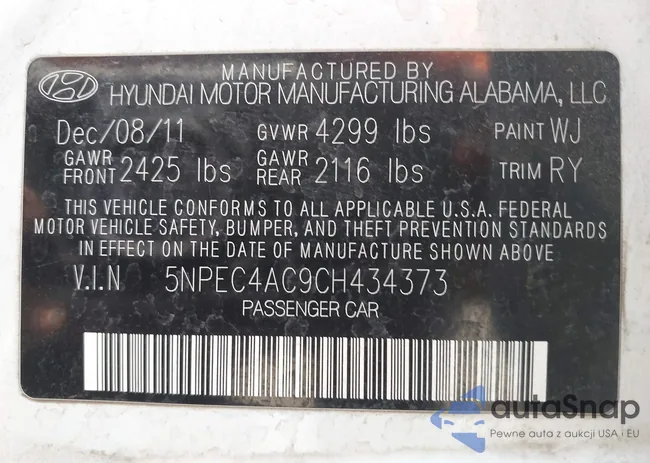 MANUFACTURED BY
HYUNDAI MOTOR MANUFACTURING ALABAMA, LLC
Dec/08/11 GVWR 4299 lbs PAINT WJ
GAWR FRONT 2425 lbs GAWR REAR 2116 lbs TRIM RY
THIS VEHICLE CONFORMS TO ALL APPLICABLE U.S.A. FEDERAL
MOTOR VEHICLE SAFETY, BUMPER, AND THEFT PREVENTION STANDARDS
IN EFFECT ON THE DATE OF MANUFACTURE SHOWN ABOVE
V.I.N 5NPEC4AC9CH434373
PASSENGER CAR
autaSnap
Pewne auta z aukcji USA i EU